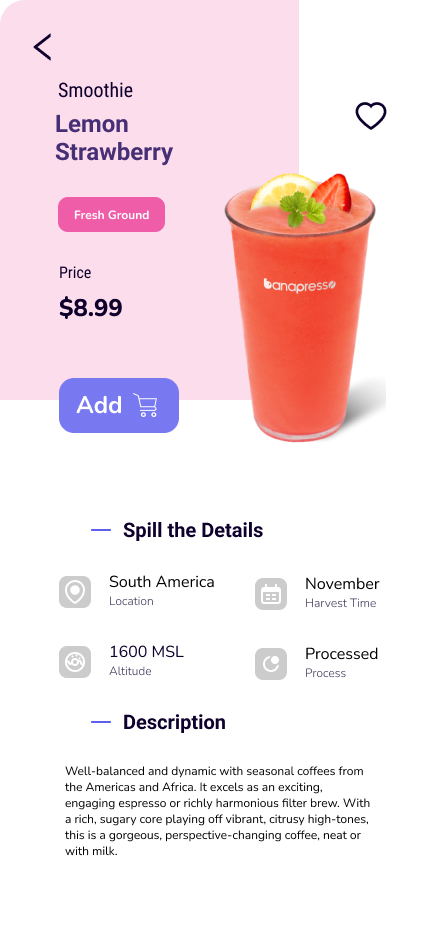 Smoothie
Lemon
Strawberry
Fresh Ground
Price
$8.99
banapresso
Add
Spill the Details
South America
Location
November
Harvest Time
1600 MSL
Altitude
Processed
Process
Description
Well-balanced and dynamic with seasonal coffees from
the Americas and Africa. It excels as an exciting,
engaging espresso or richly harmonious filter brew. With
a rich, sugary core playing off vibrant, citrusy high-tones,
this is a gorgeous, perspective-changing coffee, neat or
with milk.